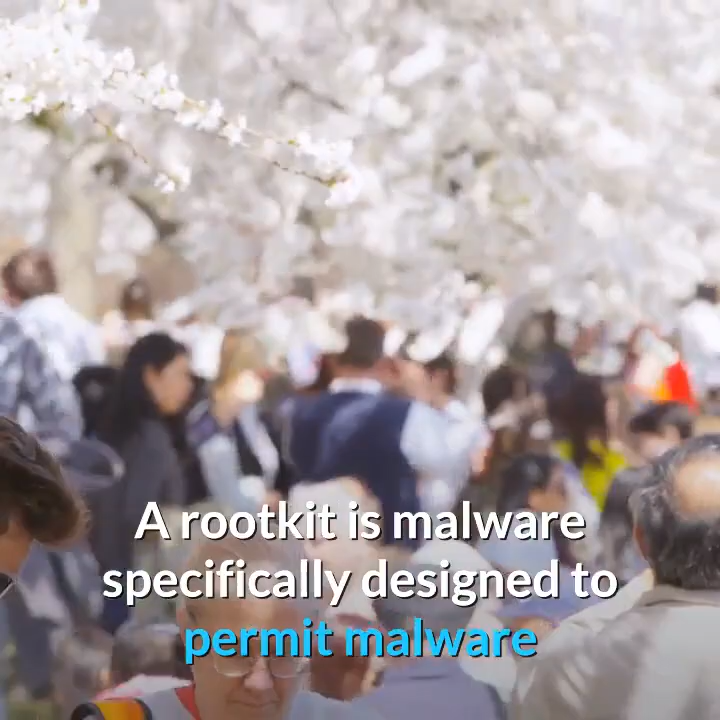 A rootkit is malware
specifically designed to
permit malware